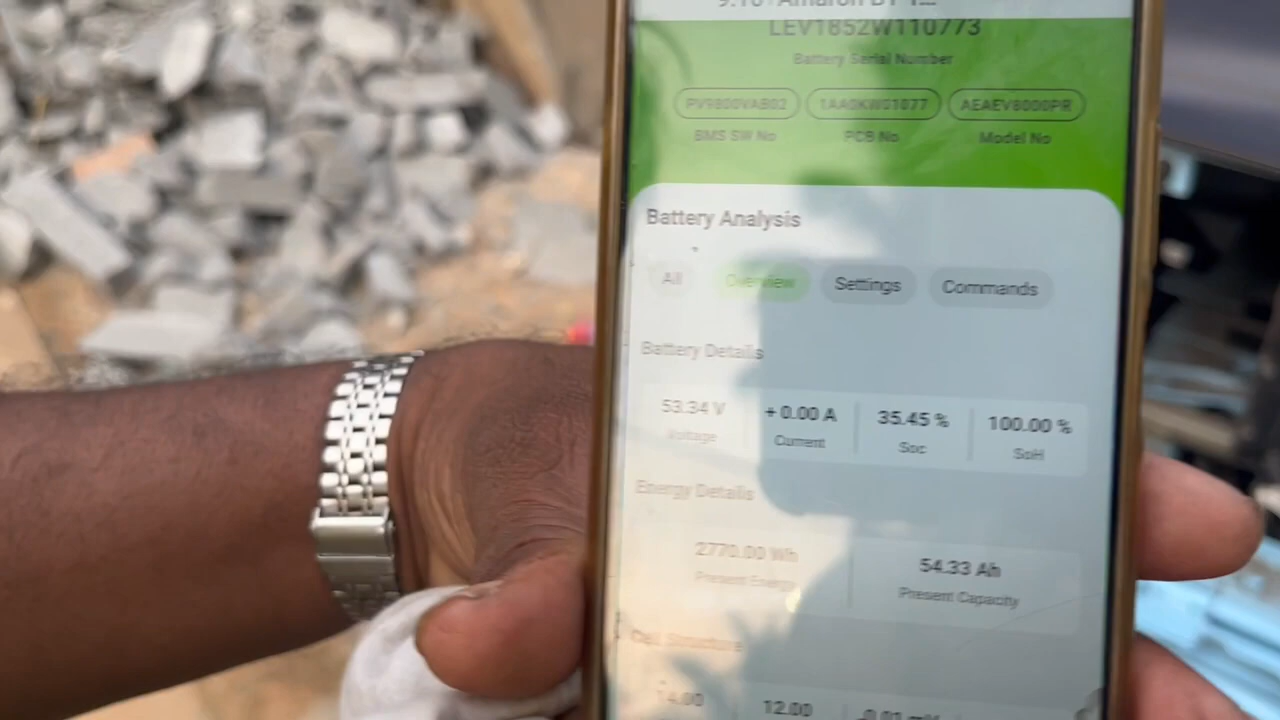 LEV1852W110773
Battery Serial Number
PV9800VAB02 1AA0KW01077 AEAEV8000PR
BMS SW No PCB No Model No
Battery Analysis
All Overview Settings Commands
Battery Details
53.34 V +0.00 A 35.45 % 100.00 %
Voltage Current Soc SoH
Energy Details
2770.00 Wh 54.33 Ah
Present Energy Present Capacity
14.00 12.00